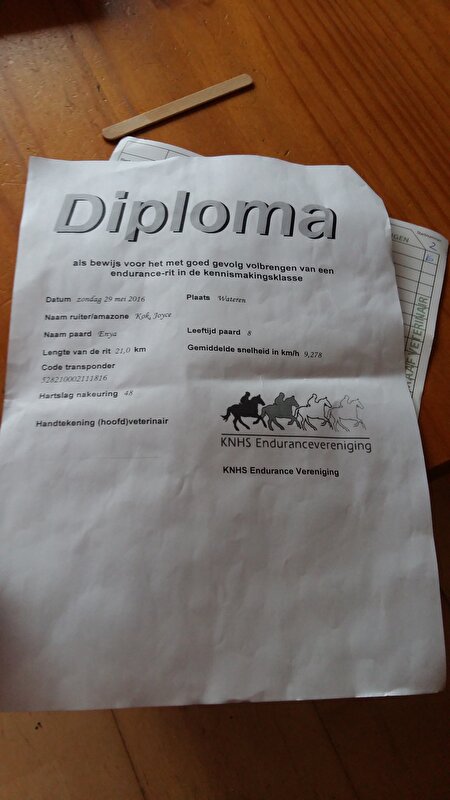 Diploma
als bewijs voor het met goed gevolg volbrengen van een
endurance-rit in de kennismakingsklasse
Datum zondag 29 mei 2016 Plaats Wateren
Naam ruiter/amazone Kok, Joyce
Naam paard Enya Leeftijd paard 8
Lengte van de rit 21,0 km Gemiddelde snelheid in km/h 9,278
Code transponder
528210002111816
Hartslag nakeuring 48
Handtekening (hoofd)veterinair
KNHS Endurancevereniging
KNHS Endurance Vereniging
2